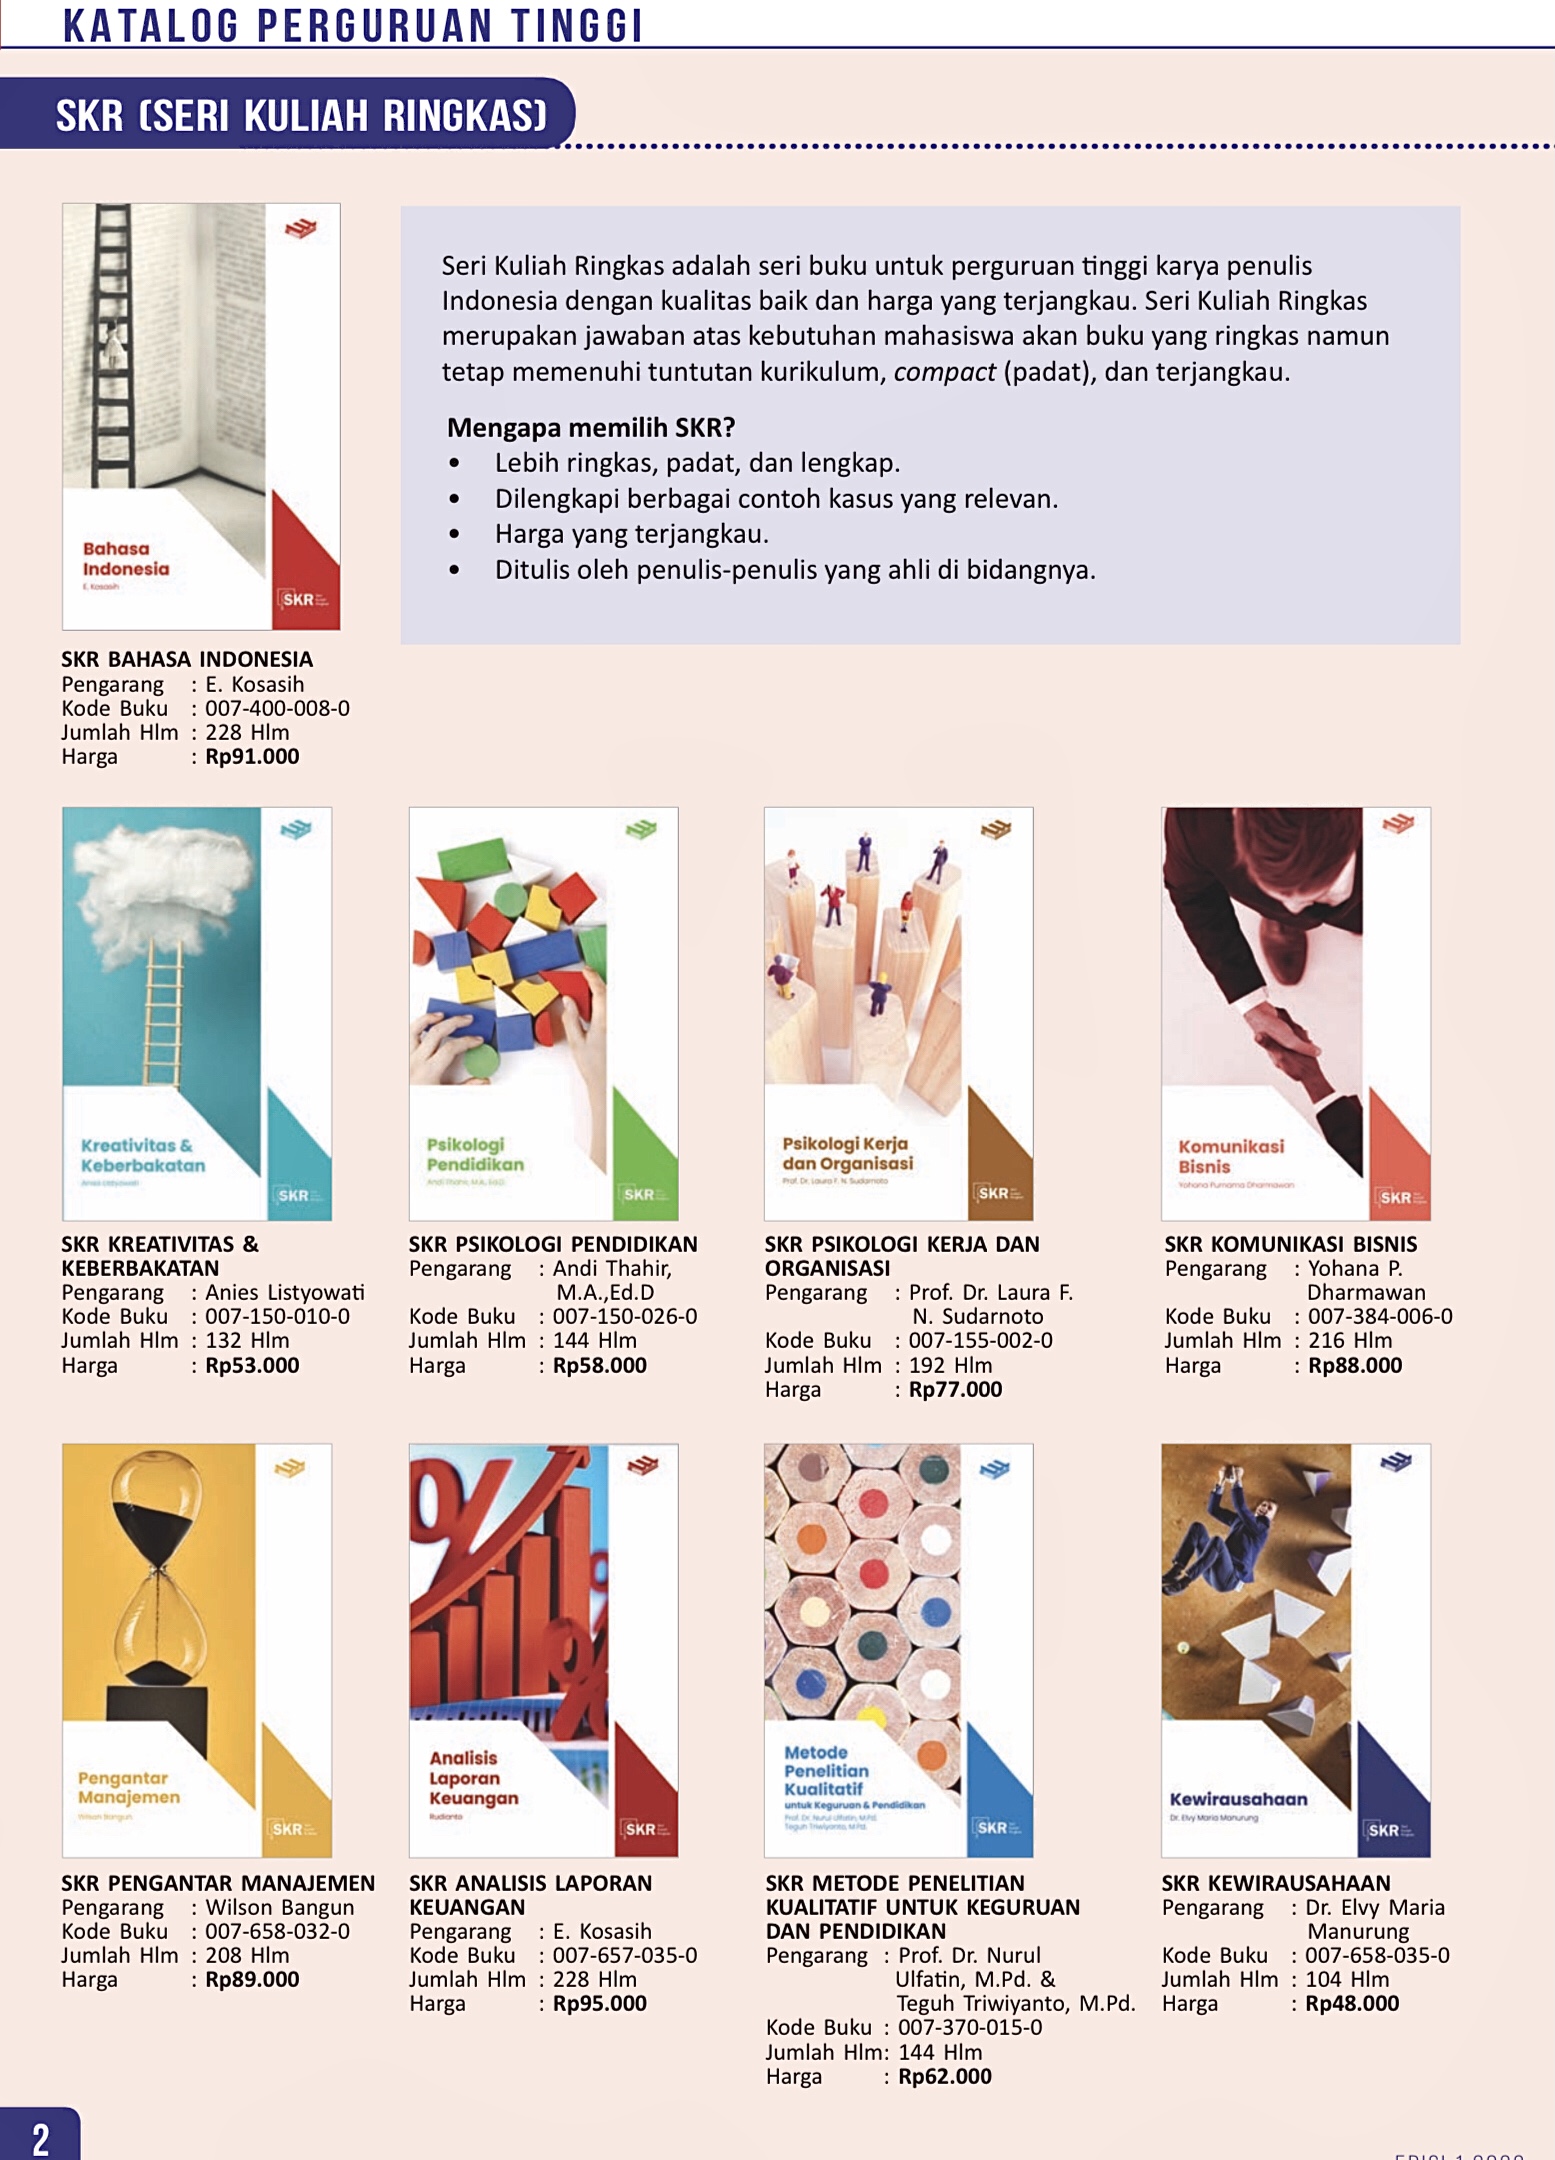 KATALOG PERGURUAN TINGGI
SKR (SERI KULIAH RINGKAS)
Bahasa
Indonesia
E. Kosasih
SKR
Seri Kuliah Ringkas adalah seri buku untuk perguruan tinggi karya penulis
Indonesia dengan kualitas baik dan harga yang terjangkau. Seri Kuliah Ringkas
merupakan jawaban atas kebutuhan mahasiswa akan buku yang ringkas namun
tetap memenuhi tuntutan kurikulum, compact (padat), dan terjangkau.
Mengapa memilih SKR?
• Lebih ringkas, padat, dan lengkap.
• Dilengkapi berbagai contoh kasus yang relevan.
• Harga yang terjangkau.
• Ditulis oleh penulis-penulis yang ahli di bidangnya.
SKR BAHASA INDONESIA
Pengarang : E. Kosasih
Kode Buku : 007-400-008-0
Jumlah Hlm : 228 Hlm
Harga : Rp91.000
Kreativitas &
Keberbakatan
Anies Listyowati
SKR
SKR KREATIVITAS &
KEBERBAKATAN
Pengarang : Anies Listyowati
Kode Buku : 007-150-010-0
Jumlah Hlm : 132 Hlm
Harga : Rp53.000
Psikologi
Pendidikan
Andi Thahir, M.A., Ed.D.
SKR
SKR PSIKOLOGI PENDIDIKAN
Pengarang : Andi Thahir,
M.A.,Ed.D
Kode Buku : 007-150-026-0
Jumlah Hlm : 144 Hlm
Harga : Rp58.000
Psikologi Kerja
dan Organisasi
Prof. Dr. Laura F. N. Sudarnoto
SKR
SKR PSIKOLOGI KERJA DAN
ORGANISASI
Pengarang : Prof. Dr. Laura F.
N. Sudarnoto
Kode Buku : 007-155-002-0
Jumlah Hlm : 192 Hlm
Harga : Rp77.000
Komunikasi
Bisnis
Yohana Purnama Dharmawan
SKR
SKR KOMUNIKASI BISNIS
Pengarang : Yohana P.
Dharmawan
Kode Buku : 007-384-006-0
Jumlah Hlm : 216 Hlm
Harga : Rp88.000
Pengantar
Manajemen
Wilson Bangun
SKR
SKR PENGANTAR MANAJEMEN
Pengarang : Wilson Bangun
Kode Buku : 007-658-032-0
Jumlah Hlm : 208 Hlm
Harga : Rp89.000
Analisis
Laporan
Keuangan
Rudianto
SKR
SKR ANALISIS LAPORAN
KEUANGAN
Pengarang : E. Kosasih
Kode Buku : 007-657-035-0
Jumlah Hlm : 228 Hlm
Harga : Rp95.000
Metode
Penelitian
Kualitatif
untuk Keguruan & Pendidikan
Prof. Dr. Nurul Ulfatin, M.Pd.
Teguh Triwiyanto, M.Pd.
SKR
SKR METODE PENELITIAN
KUALITATIF UNTUK KEGURUAN
DAN PENDIDIKAN
Pengarang : Prof. Dr. Nurul
Ulfatin, M.Pd. &
Teguh Triwiyanto, M.Pd.
Kode Buku : 007-370-015-0
Jumlah Hlm: 144 Hlm
Harga : Rp62.000
Kewirausahaan
Dr. Elvy Maria Manurung
SKR
SKR KEWIRAUSAHAAN
Pengarang : Dr. Elvy Maria
Manurung
Kode Buku : 007-658-035-0
Jumlah Hlm : 104 Hlm
Harga : Rp48.000
2